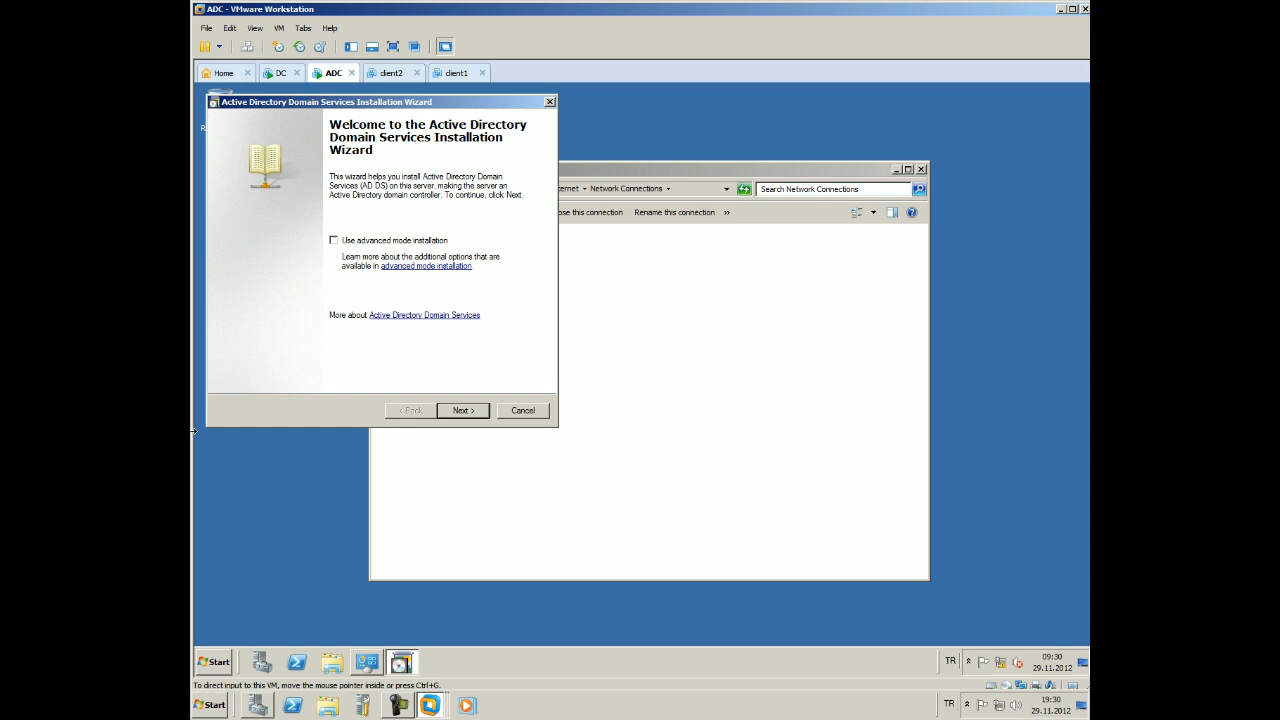 ADC - VMware Workstation
File Edit View VM Tabs Help
Home DC ADC client2 client1
Active Directory Domain Services Installation Wizard
Welcome to the Active Directory
Domain Services Installation
Wizard
This wizard helps you install Active Directory Domain
Services (AD DS) on this server, making the server an
Active Directory domain controller. To continue, click Next.
Use advanced mode installation
Learn more about the additional options that are
available in advanced mode installation.
More about Active Directory Domain Services
< Back Next > Cancel
Network Connections
Search Network Connections
this connection Rename this connection »
Start TR 09:30
29.11.2012
To direct input to this VM, move the mouse pointer inside or press Ctrl+G.
Start TR 19:30
29.11.2012